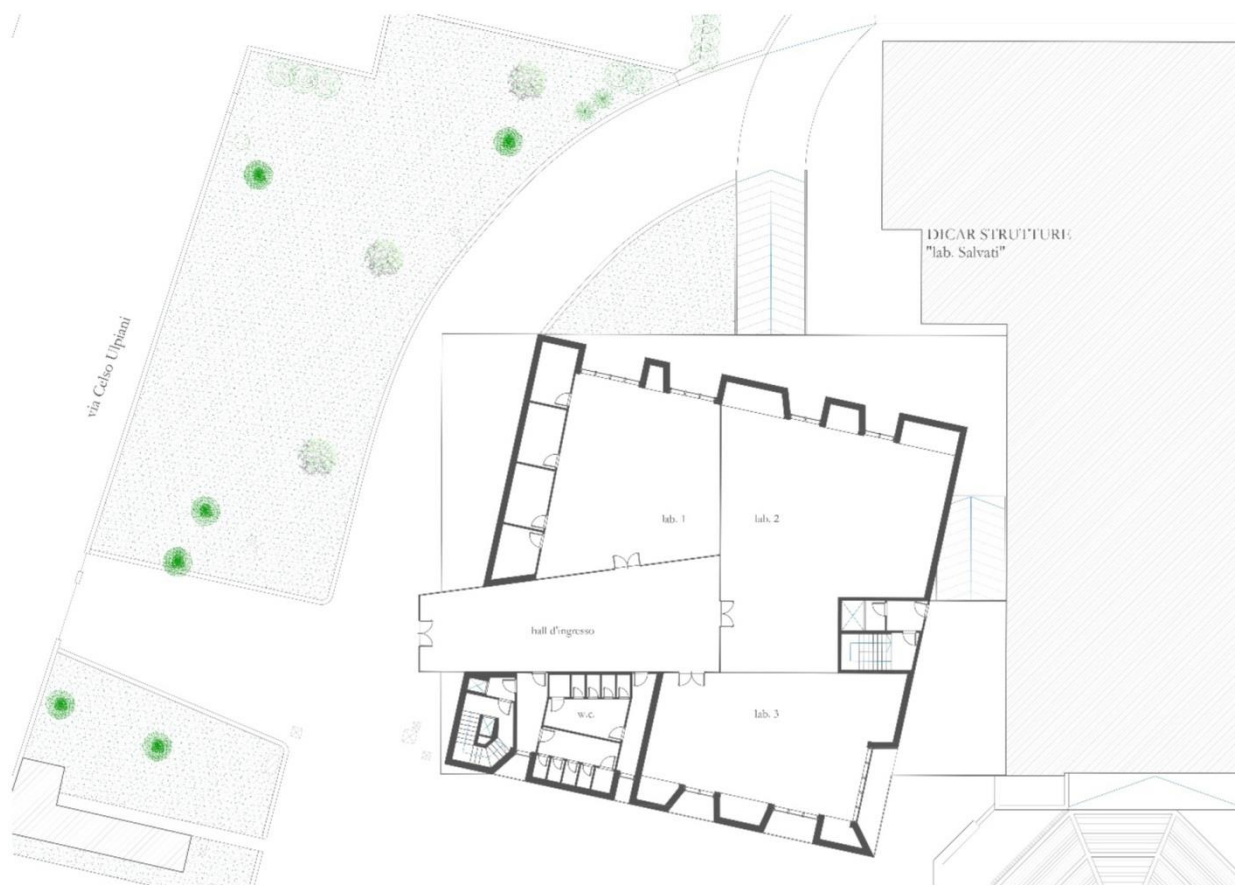 DICAR STRUTTURE
"lab. Salvati"
via Celso Ulpiani
lab. 1
lab. 2
hall d'ingresso
w.c.
lab. 3